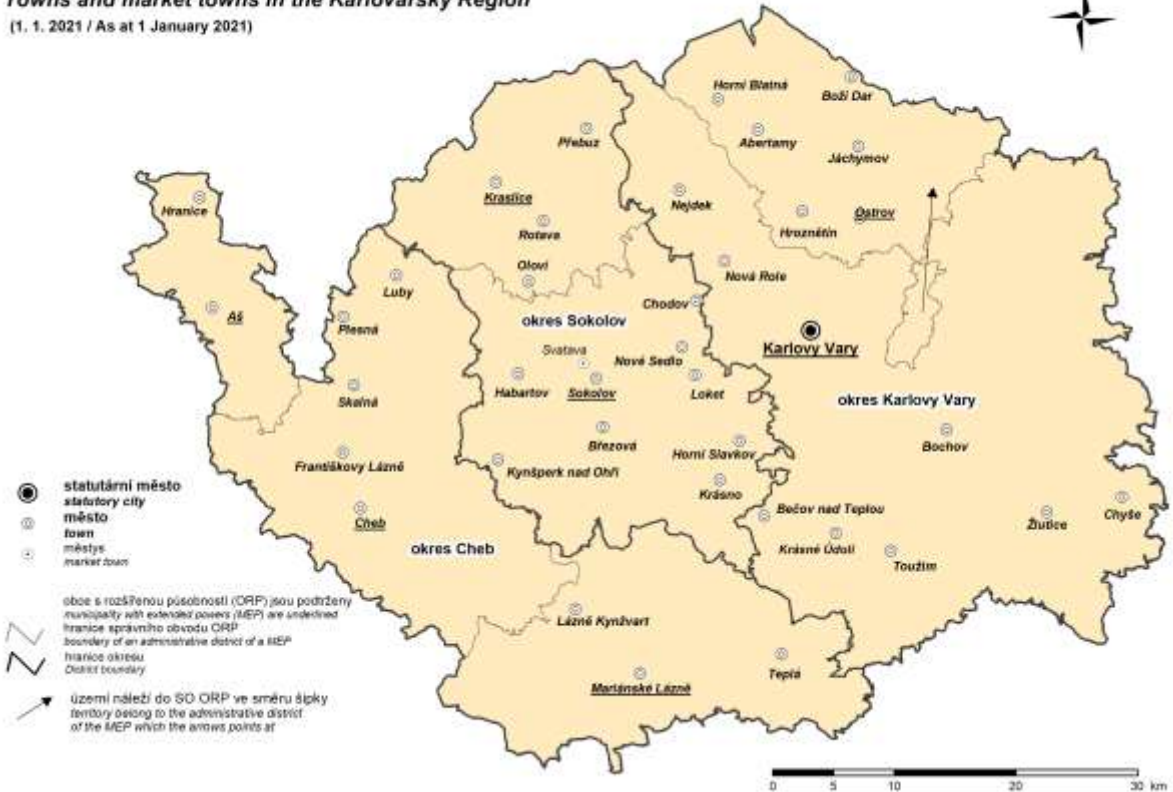 Towns and market towns in the Karlovarský Region
(1. 1. 2021 / As at 1 January 2021)
Horní Blatná
Boží Dar
Přebuz
Abertamy
Jáchymov
Hranice
Kraslice
Nejdek
Hroznětín
Ostrov
Rotava
Oloví
Nová Role
Luby
Chodov
Aš
Plesná
okres Sokolov
Karlovy Vary
Svatava
Nové Sedlo
Habartov
Sokolov
Loket
Skalná
okres Karlovy Vary
Březová
Bochov
Horní Slavkov
Františkovy Lázně
Kynšperk nad Ohří
Krásno
Bečov nad Teplou
Chyše
Žlutice
Cheb
Krásné Údolí
okres Cheb
Toužim
statutární město
statutory city
město
town
městys
market town
obce s rozšířenou působností (ORP) jsou podtrženy
municipality with extended powers (MEP) are underlined
hranice správního obvodu ORP
boundary of an administrative district of a MEP
hranice okresu
District boundary
území náleží do SO ORP ve směru šipky
territory belong to the administrative district
of the MEP which the arrows points at
Lázně Kynžvart
Teplá
Mariánské Lázně
0 5 10 20 30 km